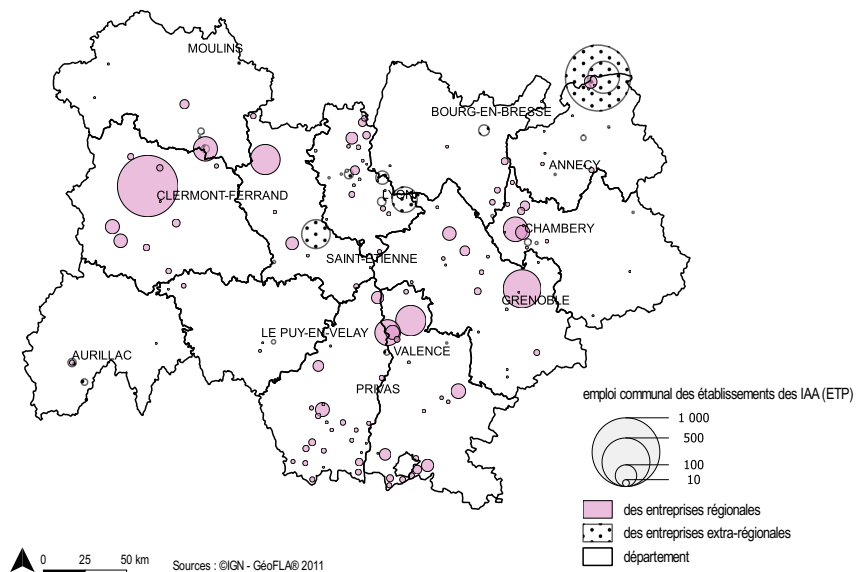 MOULINS
BOURG-EN-BRESSE
ANNECY
CLERMONT-FERRAND
LYON
CHAMBERY
SAINT-ETIENNE
GRENOBLE
LE PUY-EN-VELAY
AURILLAC
VALENCE
PRIVAS
emploi communal des établissements des IAA (ETP)
1 000
500
100
10
des entreprises régionales
des entreprises extra-régionales
département
0 25 50 km
Sources : ©IGN - GéoFLA® 2011